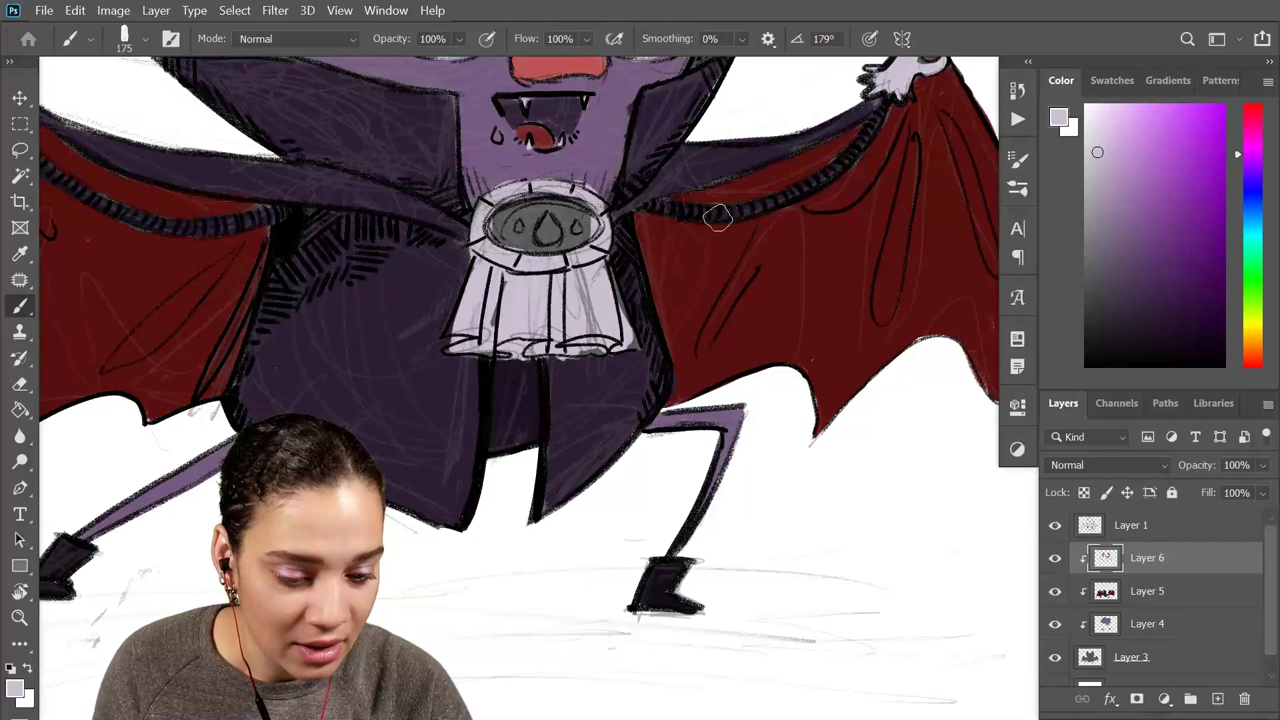 Ps File Edit Image Layer Type Select Filter 3D View Window Help
175 Mode: Normal Opacity: 100% Flow: 100% Smoothing: 0% 179°
Color Swatches Gradients Pattern
Layers Channels Paths Libraries
Kind
Normal Opacity: 100%
Lock: Fill: 100%
Layer 1
Layer 6
Layer 5
Layer 4
Layer 3